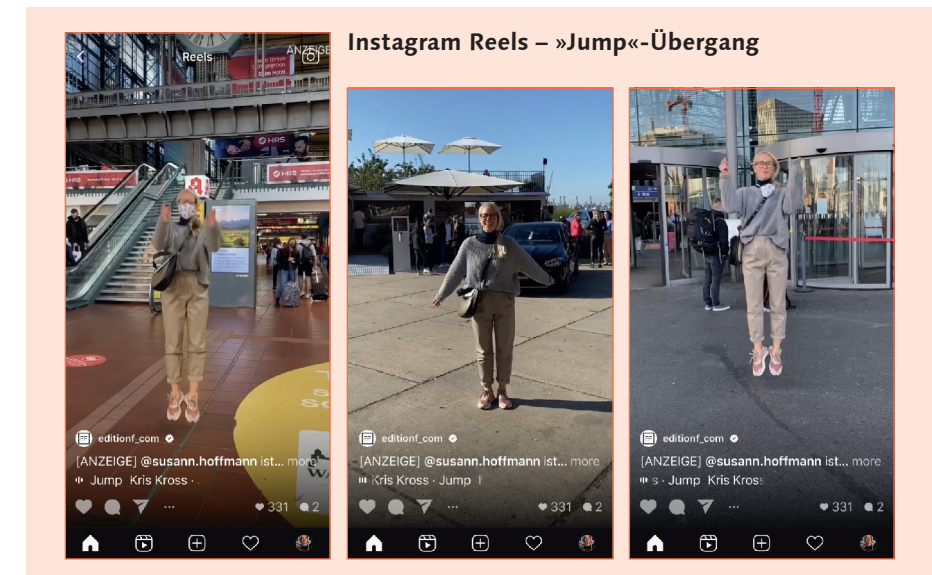 Instagram Reels – »Jump«-Übergang
Reels
ANZEIGE
HRS
HRS
editionf_com
[ANZEIGE] @susann.hoffmann ist... more
Jump Kris Kross ·
331 2
editionf_com
[ANZEIGE] @susann.hoffmann ist... more
Kris Kross · Jump
331 2
editionf_com
[ANZEIGE] @susann.hoffmann ist... more
s · Jump Kris Kross
331 2